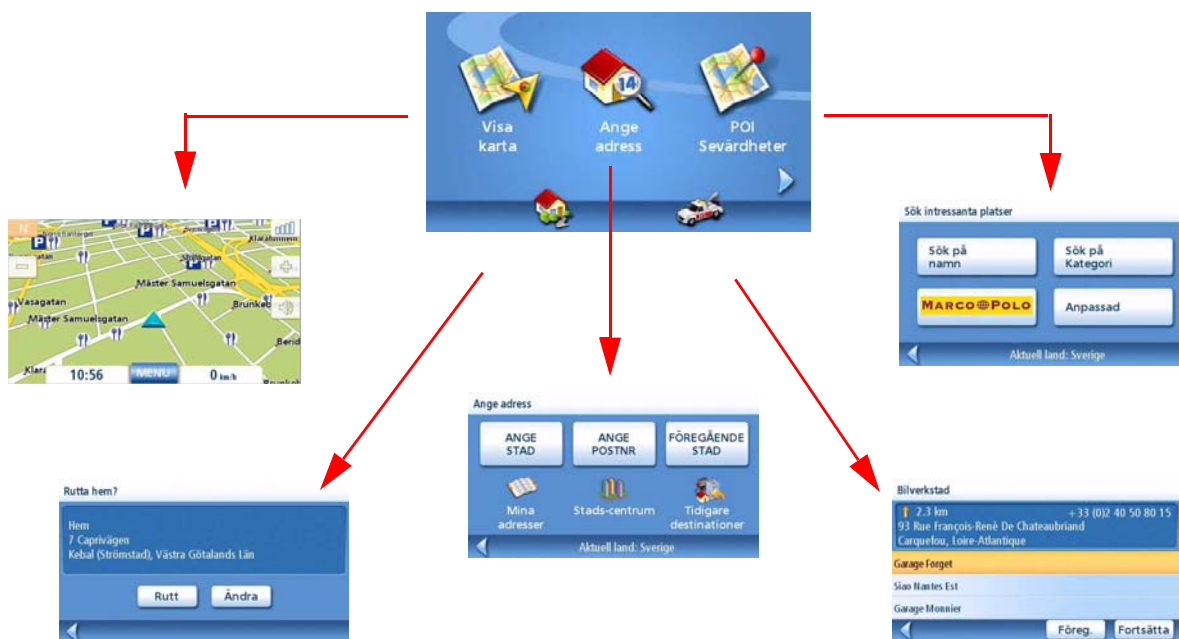 14
Visa
karta
Ange
adress
POI
Sevärdheter
N
P
Klaratunneln
P
Mäster Samuelsgatan
Vasagatan
Brunkeb
Mäster Samuelsgatan
Berid
Klara
10:56
MENU
0 km/h
Sök intressanta platser
Sök på
namn
Sök på
Kategori
MARCO POLO
Anpassad
Aktuell land: Sverige
Ange adress
ANGE
STAD
ANGE
POSTNR
FÖREGÅENDE
STAD
Mina
adresser
Stads-centrum
Tidigare
destinationer
Aktuell land: Sverige
Rutta hem?
Hem
7 Caprivägen
Kebal (Strömstad), Västra Götalands Län
Rutt
Ändra
Bilverkstad
2.3 km
+33 (0)2 40 50 80 15
93 Rue François-René De Chateaubriand
Carquefou, Loire-Atlantique
Garage Forget
Siao Nantes Est
Garage Monnier
Föreg.
Fortsätta